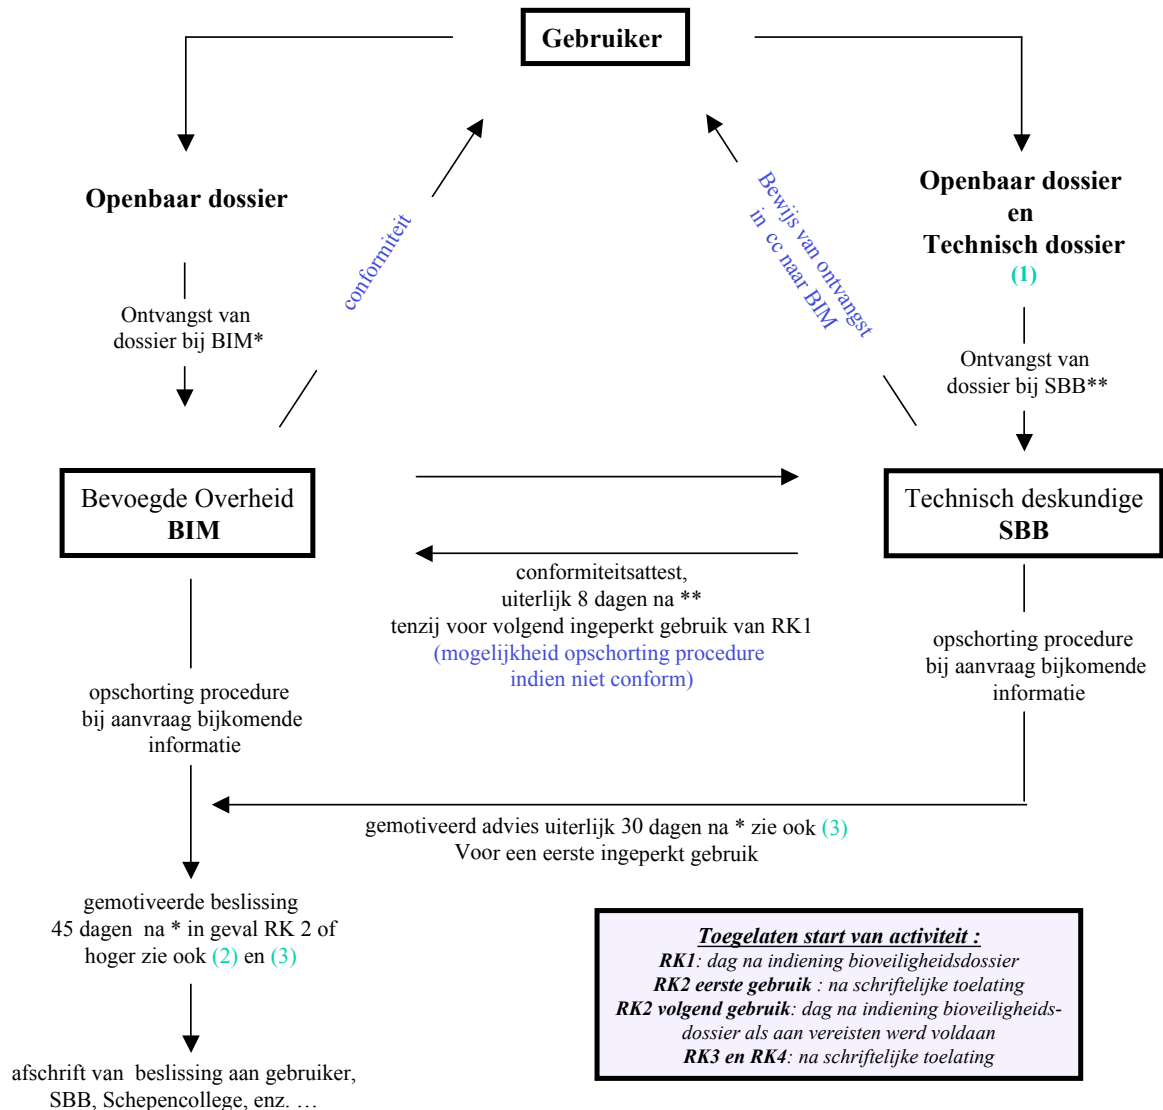 Gebruiker
Openbaar dossier
Openbaar dossier
en
Technisch dossier
(1)
conformiteit
Bewijs van ontvangst
in cc naar BIM
Ontvangst van
dossier bij BIM*
Ontvangst van
dossier bij SBB**
Bevoegde Overheid
BIM
Technisch deskundige
SBB
conformiteitsattest,
uiterlijk 8 dagen na **
tenzij voor volgend ingeperkt gebruik van RK1
(mogelijkheid opschorting procedure
indien niet conform)
opschorting procedure
bij aanvraag bijkomende
informatie
opschorting procedure
bij aanvraag bijkomende
informatie
gemotiveerd advies uiterlijk 30 dagen na * zie ook (3)
Voor een eerste ingeperkt gebruik
gemotiveerde beslissing
45 dagen na * in geval RK 2 of
hoger zie ook (2) en (3)
Toegelaten start van activiteit :
RK1: dag na indiening bioveiligheidsdossier
RK2 eerste gebruik : na schriftelijke toelating
RK2 volgend gebruik: dag na indiening bioveiligheids-
dossier als aan vereisten werd voldaan
RK3 en RK4: na schriftelijke toelating
afschrift van beslissing aan gebruiker,
SBB, Schepencollege, enz. …